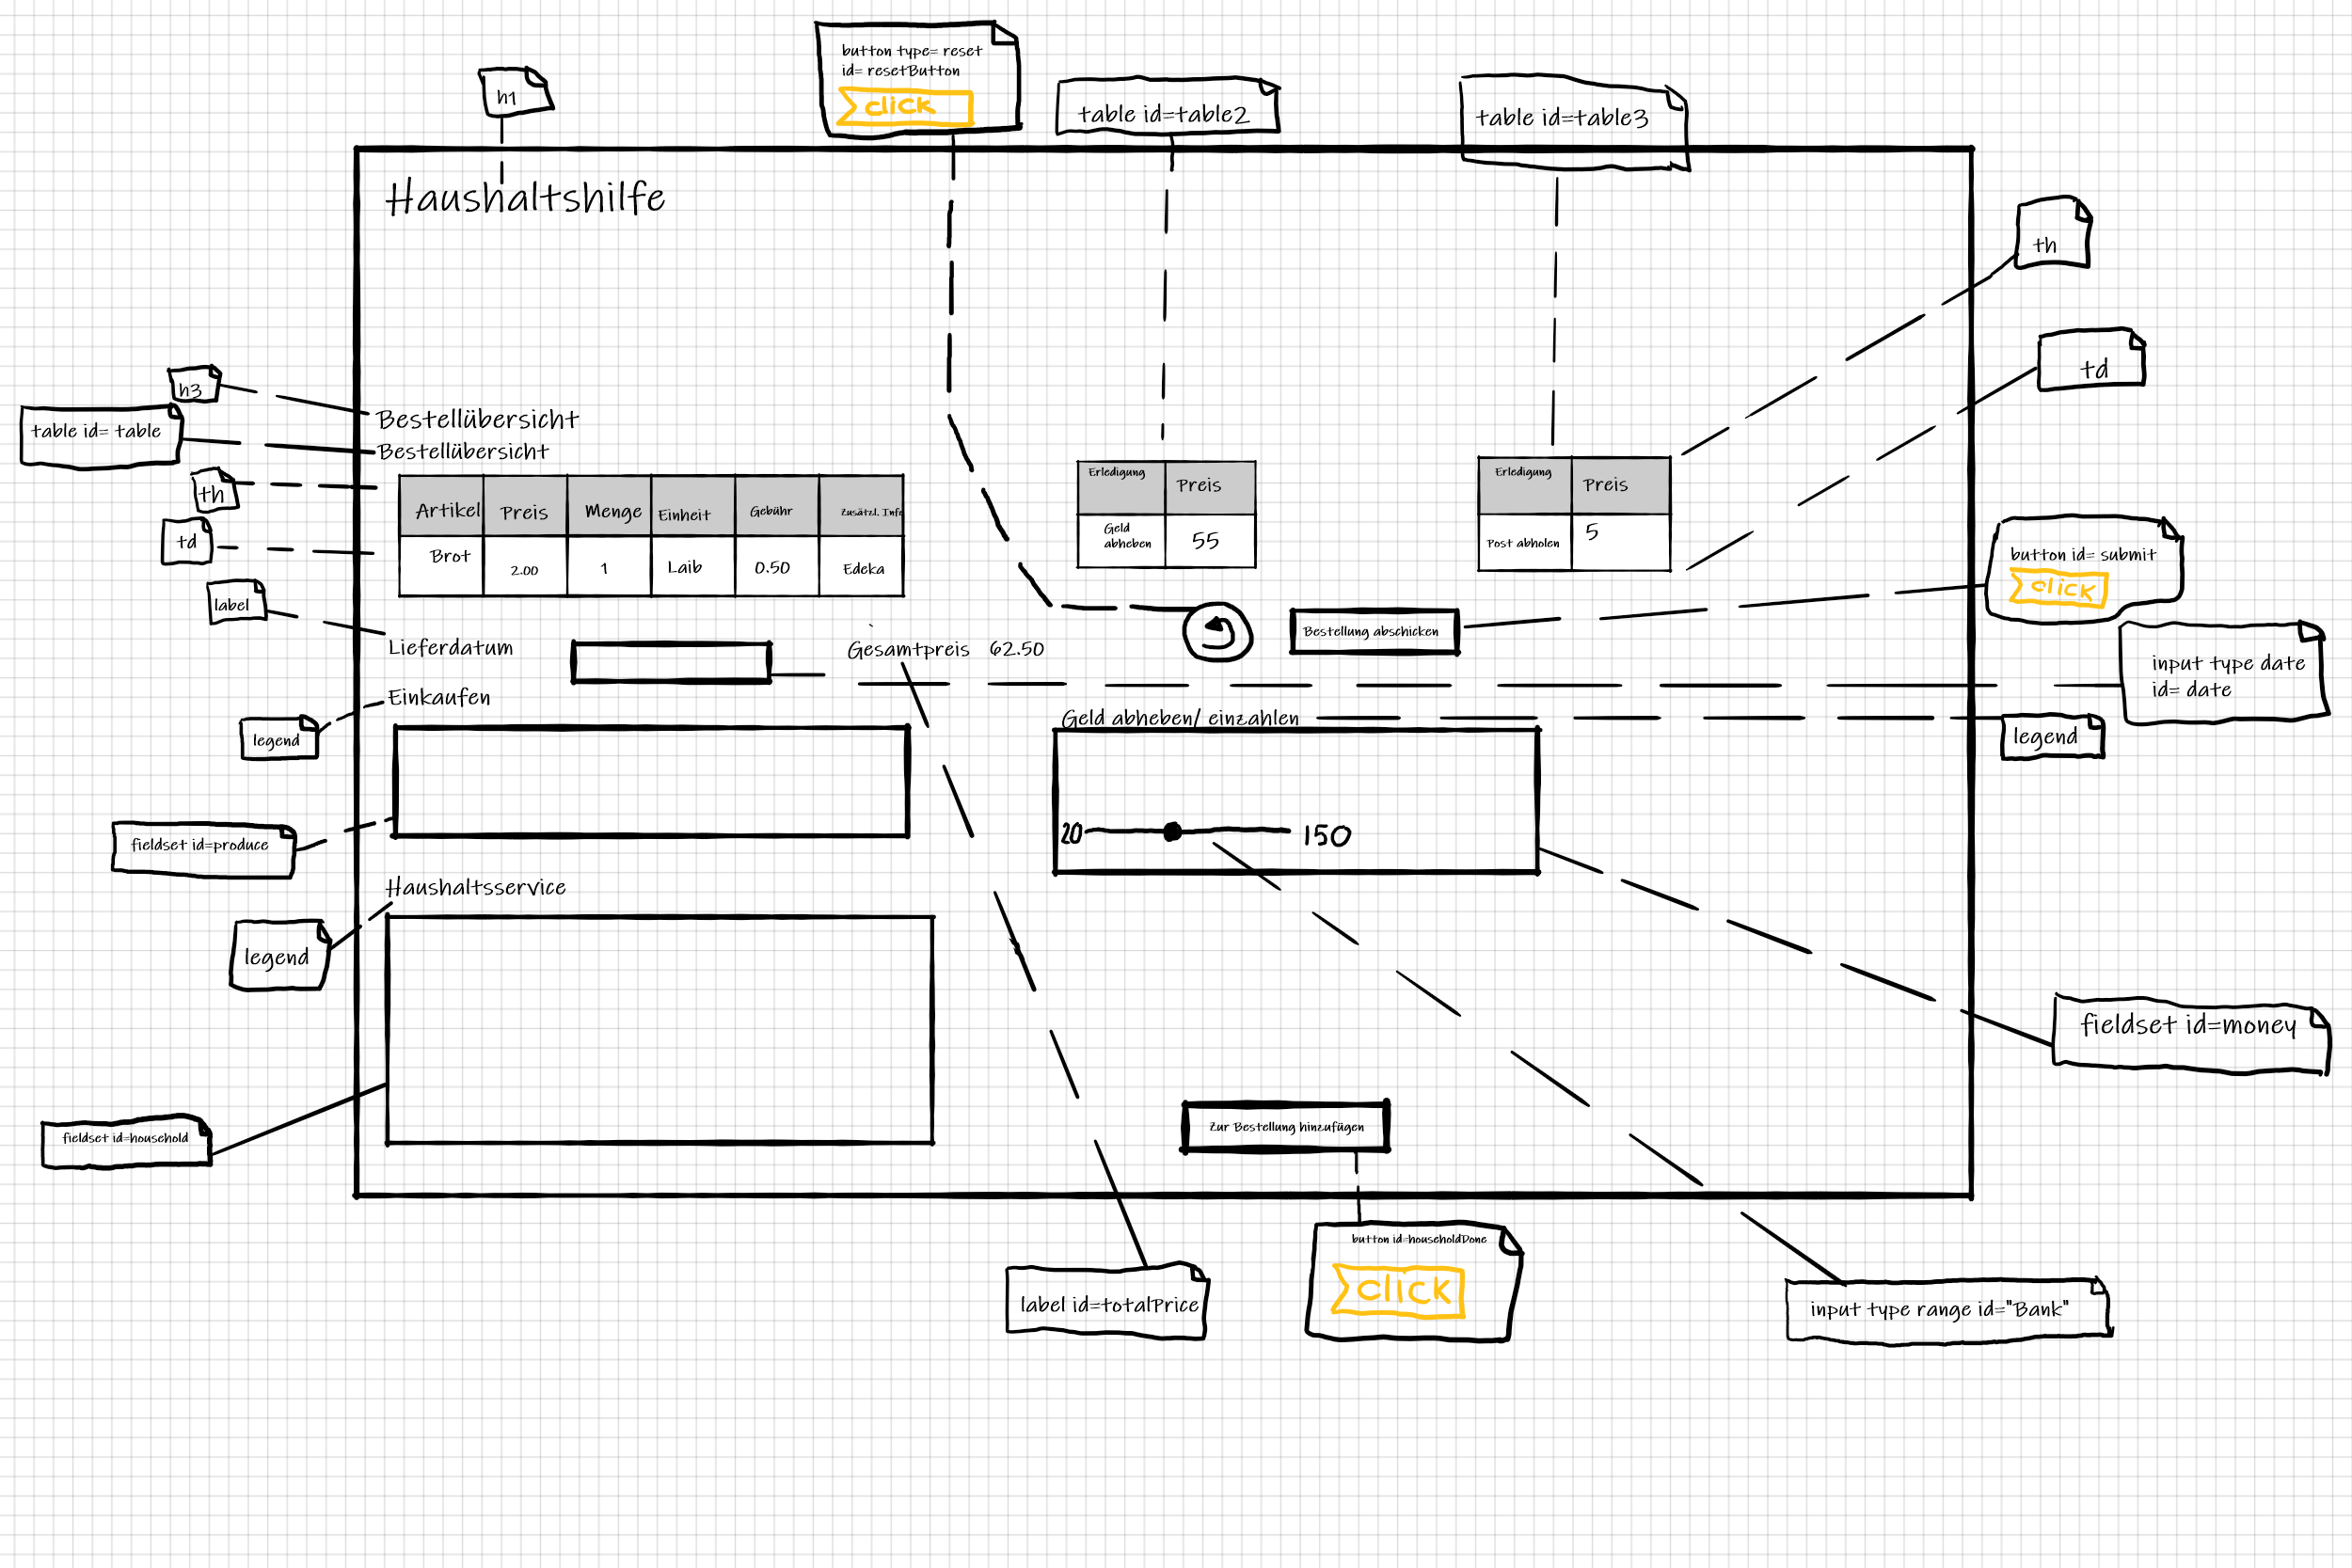 h1
button type= reset
id= resetButton
click
table id=table2
table id=table3
Haushaltshilfe
th
td
h3
Bestellübersicht
table id= table
Bestellübersicht
th
td
Artikel Preis Menge Einheit Gebühr Zusätzl. Info
Brot 2.00 1 Laib 0.50 Edeka
Erledigung Preis
Geld
abheben 55
Erledigung Preis
Post abholen 5
button id= submit
click
label
Lieferdatum
Gesamtpreis 62.50
Bestellung abschicken
input type date
id= date
Einkaufen
legend
Geld abheben/ einzahlen
legend
20 150
fieldset id=produce
Haushaltsservice
legend
fieldset id=money
fieldset id=household
Zur Bestellung hinzufügen
label id=totalPrice
button id=householdDone
click
input type range id="Bank"